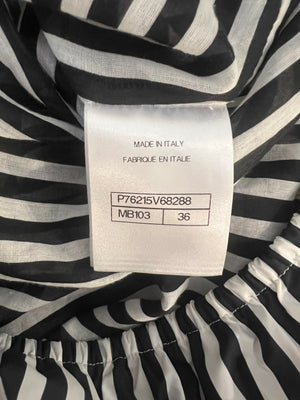 MADE IN ITALY
FABRIQUE EN ITALIE
P76215V68288
MB103 36